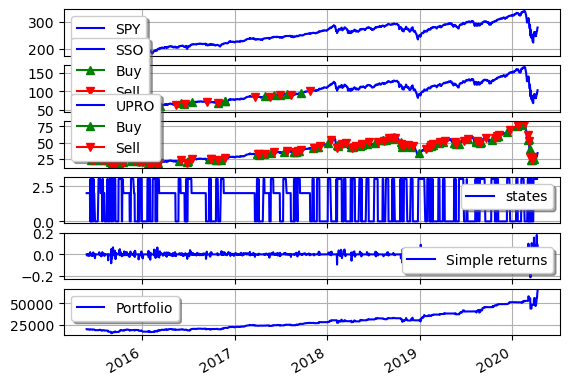 300
SPY
200
SSO
150
Buy
100
Sell
50
UPRO
75
Buy
50
Sell
25
2.5
states
0.0
0.2
0.0
Simple returns
−0.2
50000
Portfolio
25000
2016 2017 2018 2019 2020